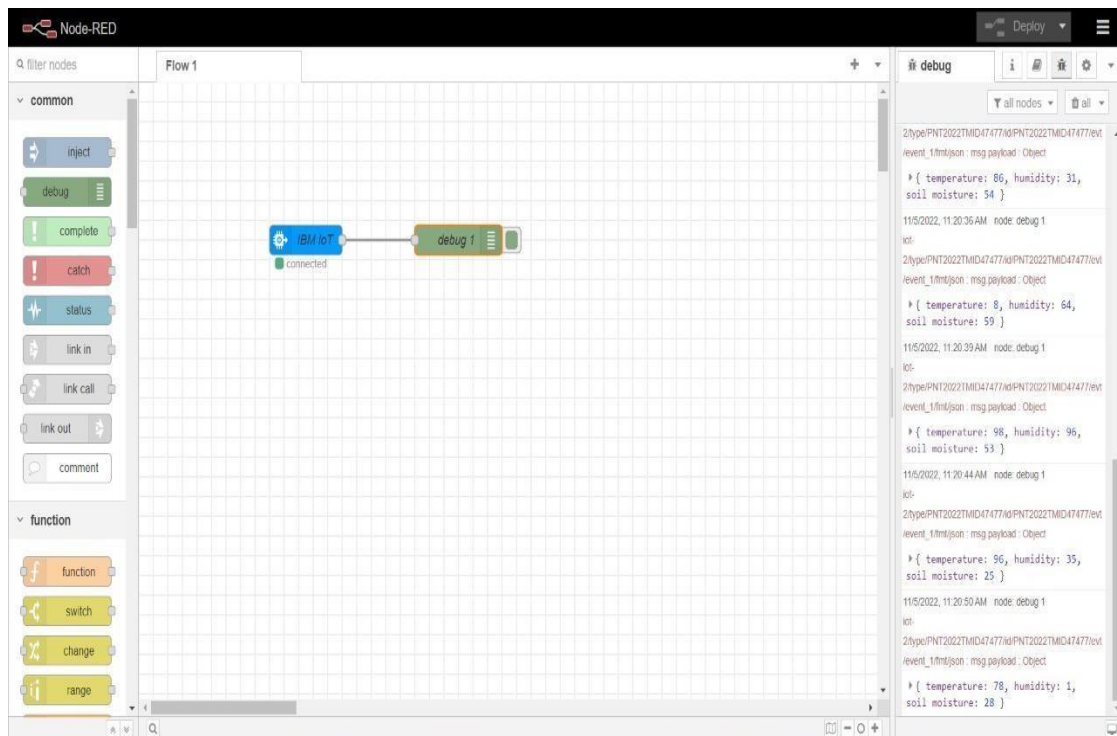 Node-RED
Deploy
filter nodes
common
inject
debug
complete
catch
status
link in
link call
link out
comment
function
function
switch
change
range
Flow 1
IBM IoT
connected
debug 1
debug
i
all nodes
all
2/type/PNT2022TMID47477/id/PNT2022TMID47477/evt
/event_1/fmt/json : msg.payload : Object
{ temperature: 86, humidity: 31,
soil moisture: 54 }
11/5/2022, 11:20:36 AM node: debug 1
iot-
2/type/PNT2022TMID47477/id/PNT2022TMID47477/evt
/event_1/fmt/json : msg.payload : Object
{ temperature: 8, humidity: 64,
soil moisture: 59 }
11/5/2022, 11:20:39 AM node: debug 1
iot-
2/type/PNT2022TMID47477/id/PNT2022TMID47477/evt
/event_1/fmt/json : msg.payload : Object
{ temperature: 98, humidity: 96,
soil moisture: 53 }
11/5/2022, 11:20:44 AM node: debug 1
iot-
2/type/PNT2022TMID47477/id/PNT2022TMID47477/evt
/event_1/fmt/json : msg.payload : Object
{ temperature: 96, humidity: 35,
soil moisture: 25 }
11/5/2022, 11:20:50 AM node: debug 1
iot-
2/type/PNT2022TMID47477/id/PNT2022TMID47477/evt
/event_1/fmt/json : msg.payload : Object
{ temperature: 78, humidity: 1,
soil moisture: 28 }